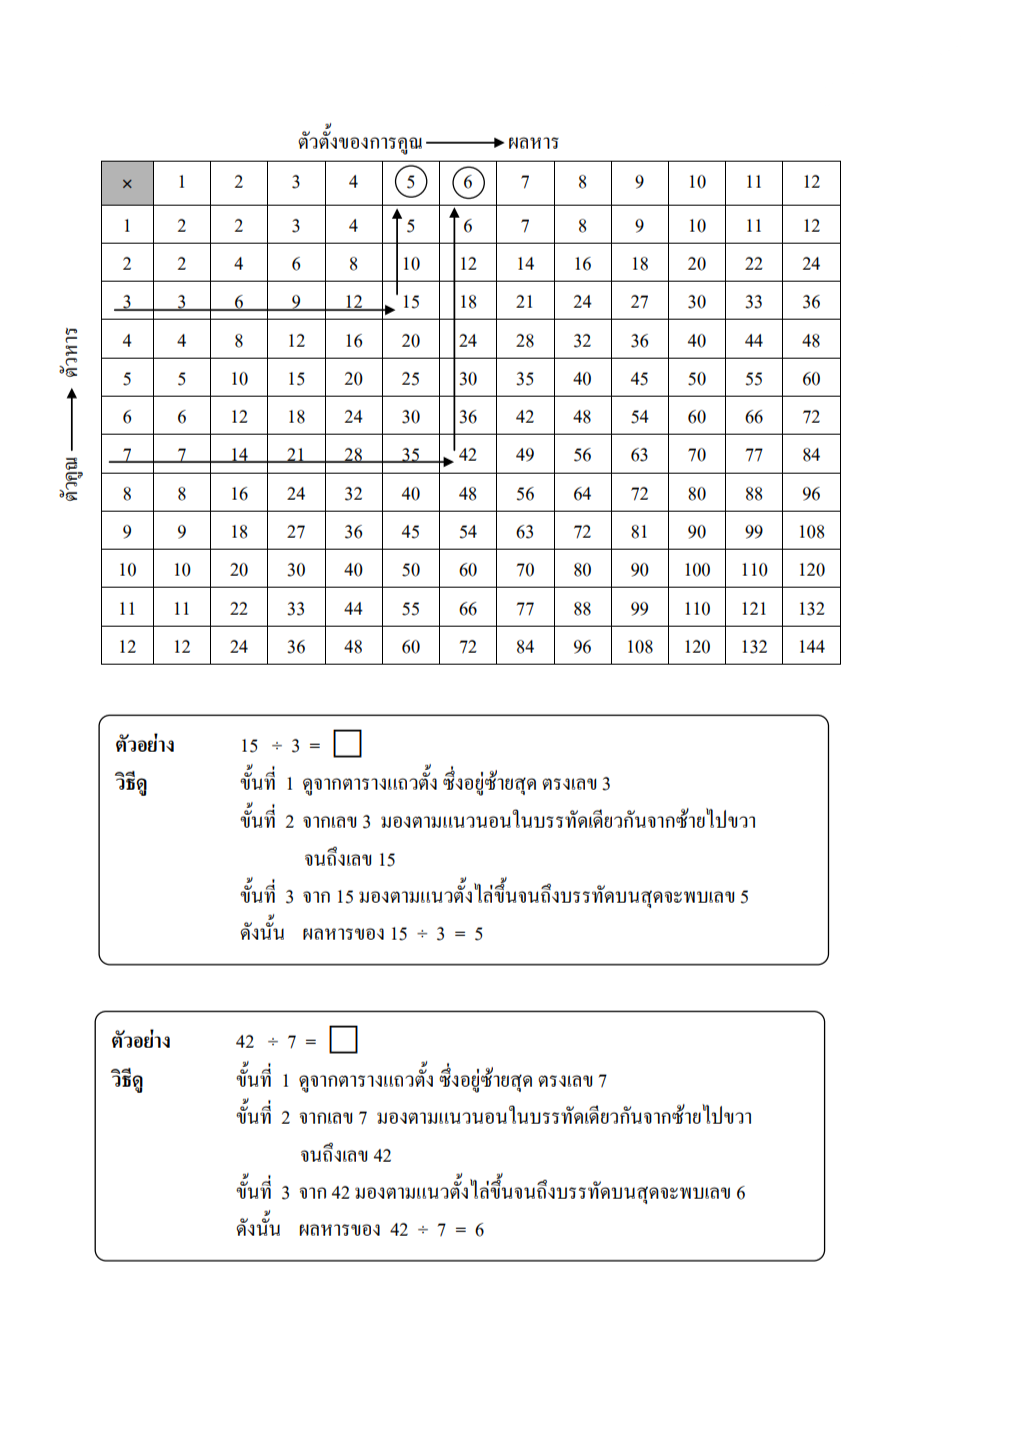 ตัวตั้งของการคูณ ⟶ ผลหาร
× 1 2 3 4 5 6 7 8 9 10 11 12
1 2 2 3 4 5 6 7 8 9 10 11 12
2 2 4 6 8 10 12 14 16 18 20 22 24
3 3 6 9 12 15 18 21 24 27 30 33 36
4 4 8 12 16 20 24 28 32 36 40 44 48
5 5 10 15 20 25 30 35 40 45 50 55 60
6 6 12 18 24 30 36 42 48 54 60 66 72
7 7 14 21 28 35 42 49 56 63 70 77 84
8 8 16 24 32 40 48 56 64 72 80 88 96
9 9 18 27 36 45 54 63 72 81 90 99 108
10 10 20 30 40 50 60 70 80 90 100 110 120
11 11 22 33 44 55 66 77 88 99 110 121 132
12 12 24 36 48 60 72 84 96 108 120 132 144
ตัวคูณ ⟶ ตัวหาร
ตัวอย่าง 15 ÷ 3 = □
วิธีดู ขั้นที่ 1 ดูจากตารางแถวตั้ง ซึ่งอยู่ซ้ายสุด ตรงเลข 3
ขั้นที่ 2 จากเลข 3 มองตามแนวนอนในบรรทัดเดียวกันจากซ้ายไปขวา
จนถึงเลข 15
ขั้นที่ 3 จาก 15 มองตามแนวตั้งไล่ขึ้นจนถึงบรรทัดบนสุดจะพบเลข 5
ดังนั้น ผลหารของ 15 ÷ 3 = 5
ตัวอย่าง 42 ÷ 7 = □
วิธีดู ขั้นที่ 1 ดูจากตารางแถวตั้ง ซึ่งอยู่ซ้ายสุด ตรงเลข 7
ขั้นที่ 2 จากเลข 7 มองตามแนวนอนในบรรทัดเดียวกันจากซ้ายไปขวา
จนถึงเลข 42
ขั้นที่ 3 จาก 42 มองตามแนวตั้งไล่ขึ้นจนถึงบรรทัดบนสุดจะพบเลข 6
ดังนั้น ผลหารของ 42 ÷ 7 = 6